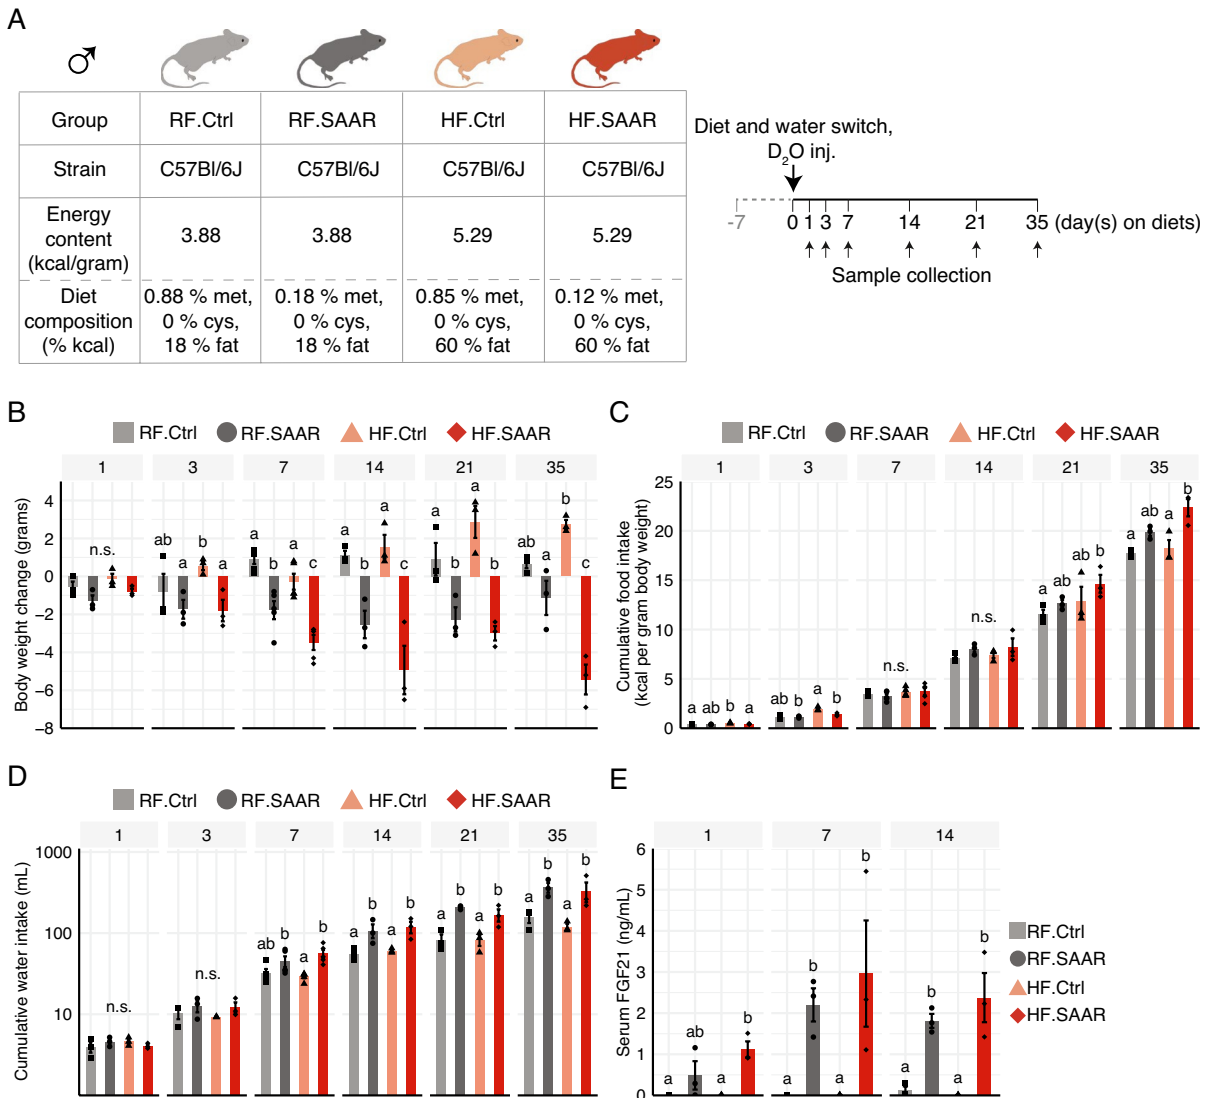 A
♂
Group RF.Ctrl RF.SAAR HF.Ctrl HF.SAAR
Strain C57Bl/6J C57Bl/6J C57Bl/6J C57Bl/6J
Energy content (kcal/gram) 3.88 3.88 5.29 5.29
Diet composition (% kcal)
0.88 % met, 0 % cys, 18 % fat
0.18 % met, 0 % cys, 18 % fat
0.85 % met, 0 % cys, 60 % fat
0.12 % met, 0 % cys, 60 % fat
Diet and water switch,
D2O inj.
-7 0 1 3 7 14 21 35 (day(s) on diets)
Sample collection
B
RF.Ctrl RF.SAAR HF.Ctrl HF.SAAR
1 3 7 14 21 35
Body weight change (grams)
4
2
0
−2
−4
−6
−8
n.s.
ab a b a
a b a c
a b a c
a b a b
a a b c
C
RF.Ctrl RF.SAAR HF.Ctrl HF.SAAR
1 3 7 14 21 35
Cumulative food intake
(kcal per gram body weight)
25
20
15
10
5
0
a ab b a
b b a b
n.s.
n.s.
a ab ab b
a ab a b
D
RF.Ctrl RF.SAAR HF.Ctrl HF.SAAR
1 3 7 14 21 35
Cumulative water intake (mL)
1000
100
10
n.s.
n.s.
ab b a b
a b a b
a b a b
a b a b
E
1 7 14
Serum FGF21 (ng/mL)
6
5
4
3
2
1
0
a ab a b
a b a b
a b a b
RF.Ctrl
RF.SAAR
HF.Ctrl
HF.SAAR